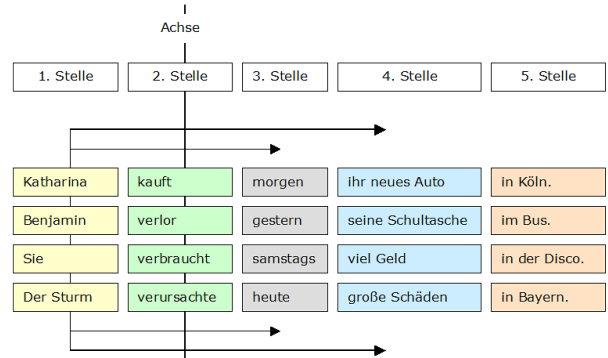 Achse
1. Stelle 2. Stelle 3. Stelle 4. Stelle 5. Stelle
Katharina kauft morgen ihr neues Auto in Köln.
Benjamin verlor gestern seine Schultasche im Bus.
Sie verbraucht samstags viel Geld in der Disco.
Der Sturm verursachte heute große Schäden in Bayern.